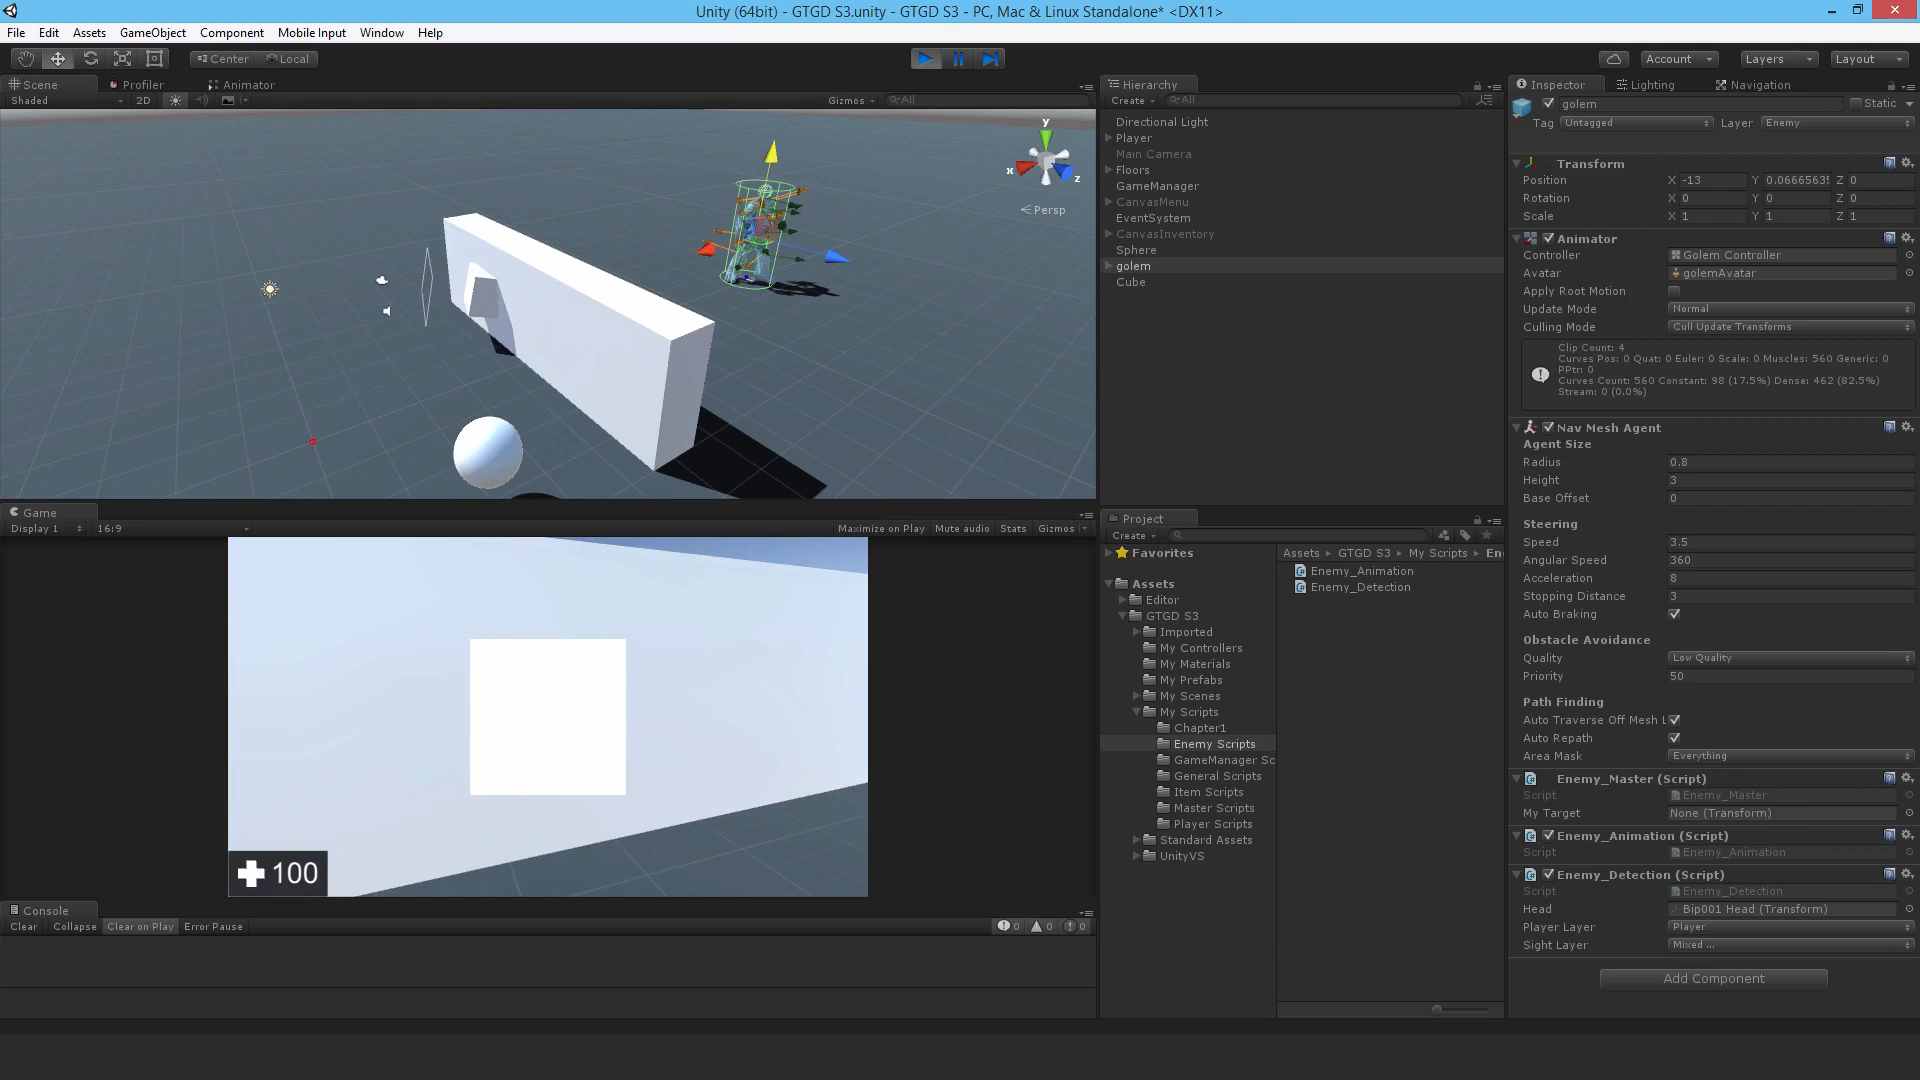 Unity (64bit) - GTGD S3.unity - GTGD S3 - PC, Mac & Linux Standalone* <DX11>
File Edit Assets GameObject Component Mobile Input Window Help
Center Local Account Layers Layout
Scene Profiler Animator
Shaded 2D Gizmos All
y
x
z
Persp
Game
Display 1 16:9 Maximize on Play Mute audio Stats Gizmos
100
Console
Clear Collapse Clear on Play Error Pause 0 0 0
Hierarchy
Create All
Directional Light
Player
Main Camera
Floors
GameManager
CanvasMenu
EventSystem
CanvasInventory
Sphere
golem
Cube
Project
Create
Favorites
Assets
Editor
GTGD S3
Imported
My Controllers
My Materials
My Prefabs
My Scenes
My Scripts
Chapter1
Enemy Scripts
GameManager Sc
General Scripts
Item Scripts
Master Scripts
Player Scripts
Standard Assets
UnityVS
Assets GTGD S3 My Scripts En
Enemy_Animation
Enemy_Detection
Inspector Lighting Navigation
golem Static
Tag Untagged Layer Enemy
Transform
Position X -13 Y 0.0666563 Z 0
Rotation X 0 Y 0 Z 0
Scale X 1 Y 1 Z 1
Animator
Controller Golem Controller
Avatar golemAvatar
Apply Root Motion
Update Mode Normal
Culling Mode Cull Update Transforms
Clip Count: 4
Curves Pos: 0 Quat: 0 Euler: 0 Scale: 0 Muscles: 560 Generic: 0
PPtr: 0
Curves Count: 560 Constant: 98 (17.5%) Dense: 462 (82.5%)
Stream: 0 (0.0%)
Nav Mesh Agent
Agent Size
Radius 0.8
Height 3
Base Offset 0
Steering
Speed 3.5
Angular Speed 360
Acceleration 8
Stopping Distance 3
Auto Braking
Obstacle Avoidance
Quality Low Quality
Priority 50
Path Finding
Auto Traverse Off Mesh L
Auto Repath
Area Mask Everything
Enemy_Master (Script)
Script Enemy_Master
My Target None (Transform)
Enemy_Animation (Script)
Script Enemy_Animation
Enemy_Detection (Script)
Script Enemy_Detection
Head Bip001 Head (Transform)
Player Layer Player
Sight Layer Mixed ...
Add Component